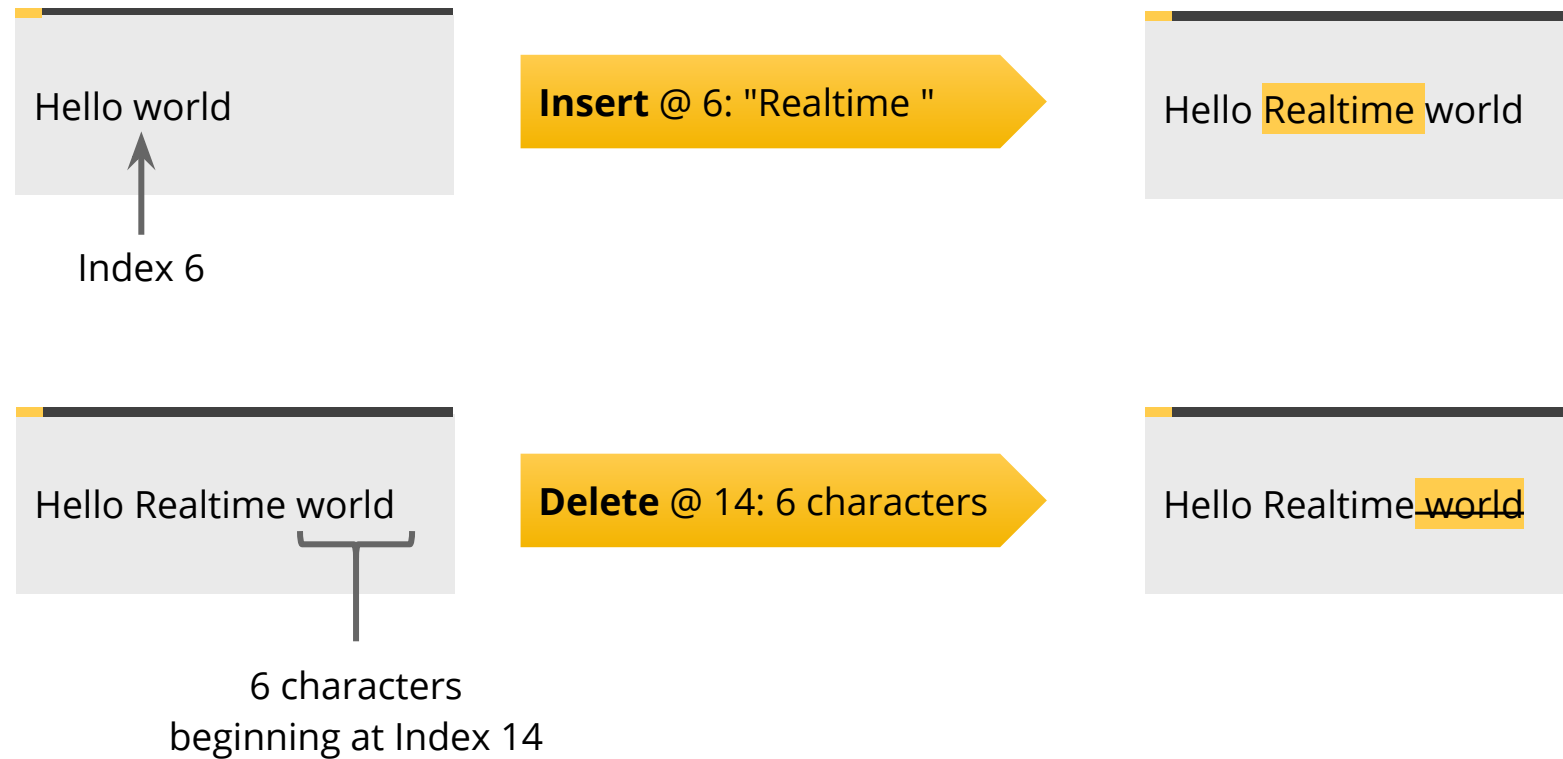 Hello world
Insert @ 6: "Realtime "
Hello Realtime world
Index 6
Hello Realtime world
Delete @ 14: 6 characters
Hello Realtime world
6 characters
beginning at Index 14